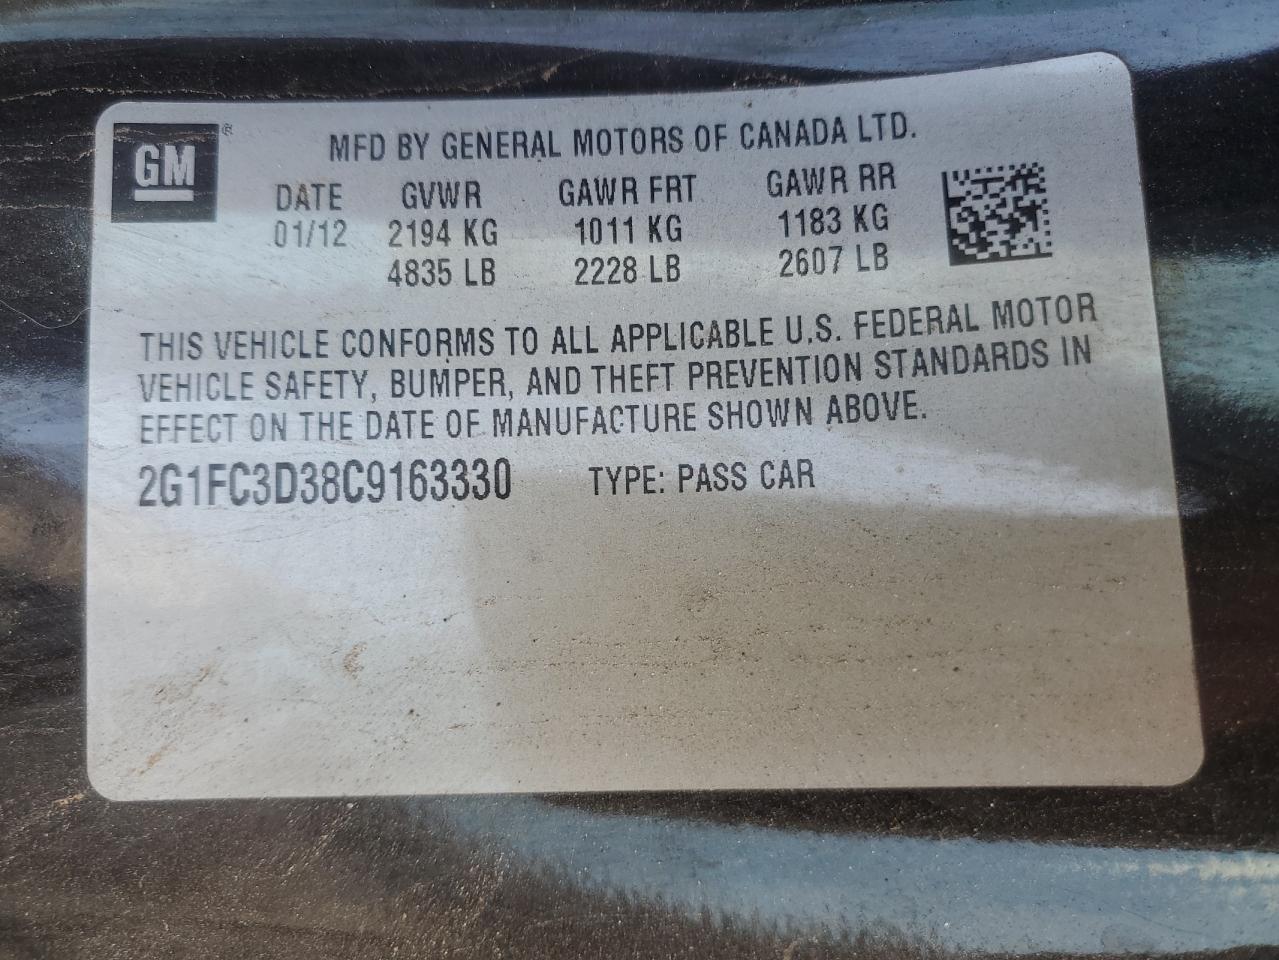 GM ®
MFD BY GENERAL MOTORS OF CANADA LTD.
DATE GVWR GAWR FRT GAWR RR
01/12 2194 KG 1011 KG 1183 KG
4835 LB 2228 LB 2607 LB
THIS VEHICLE CONFORMS TO ALL APPLICABLE U.S. FEDERAL MOTOR
VEHICLE SAFETY, BUMPER, AND THEFT PREVENTION STANDARDS IN
EFFECT ON THE DATE OF MANUFACTURE SHOWN ABOVE.
2G1FC3D38C9163330 TYPE: PASS CAR